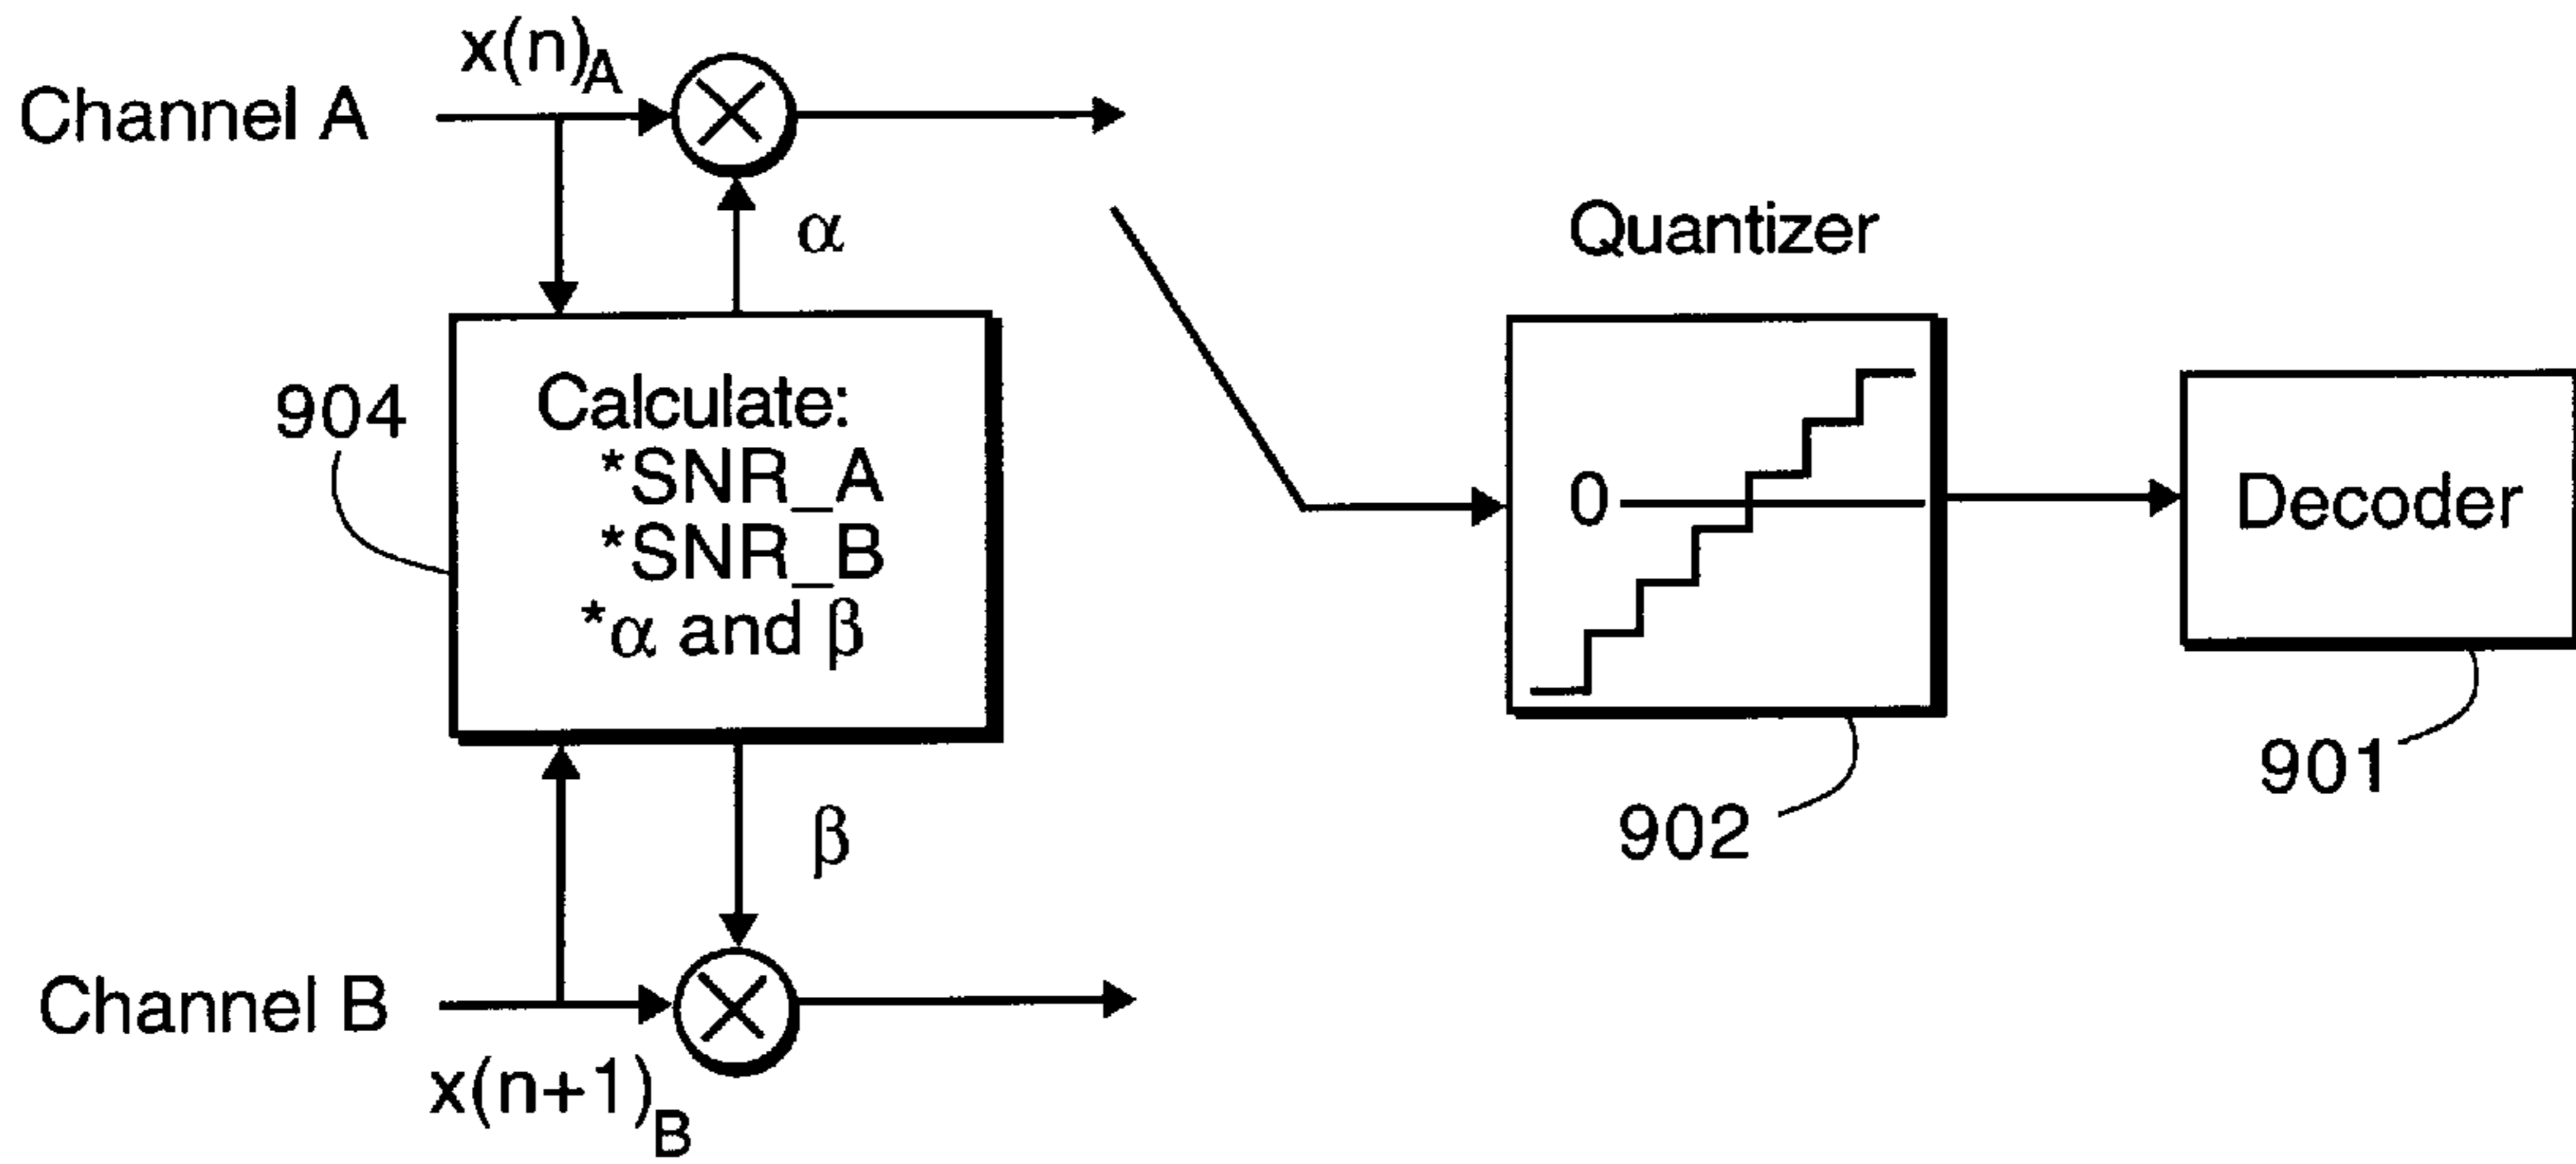 x(n)A
Channel A
α
Quantizer
904
Calculate:
*SNR_A
*SNR_B
*α and β
0
Decoder
901
902
β
Channel B
x(n+1)B